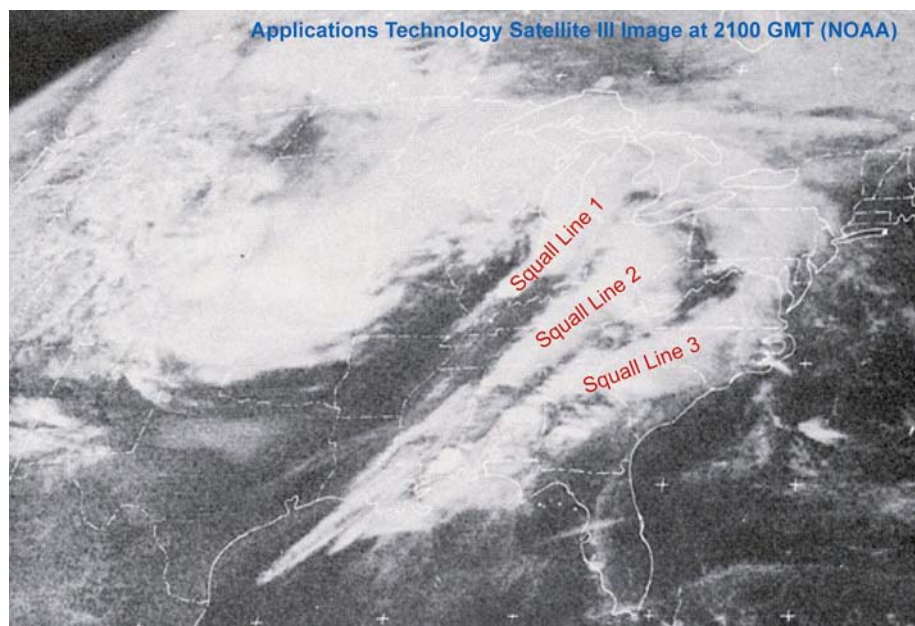 Applications Technology Satellite III Image at 2100 GMT (NOAA)
Squall Line 1
Squall Line 2
Squall Line 3